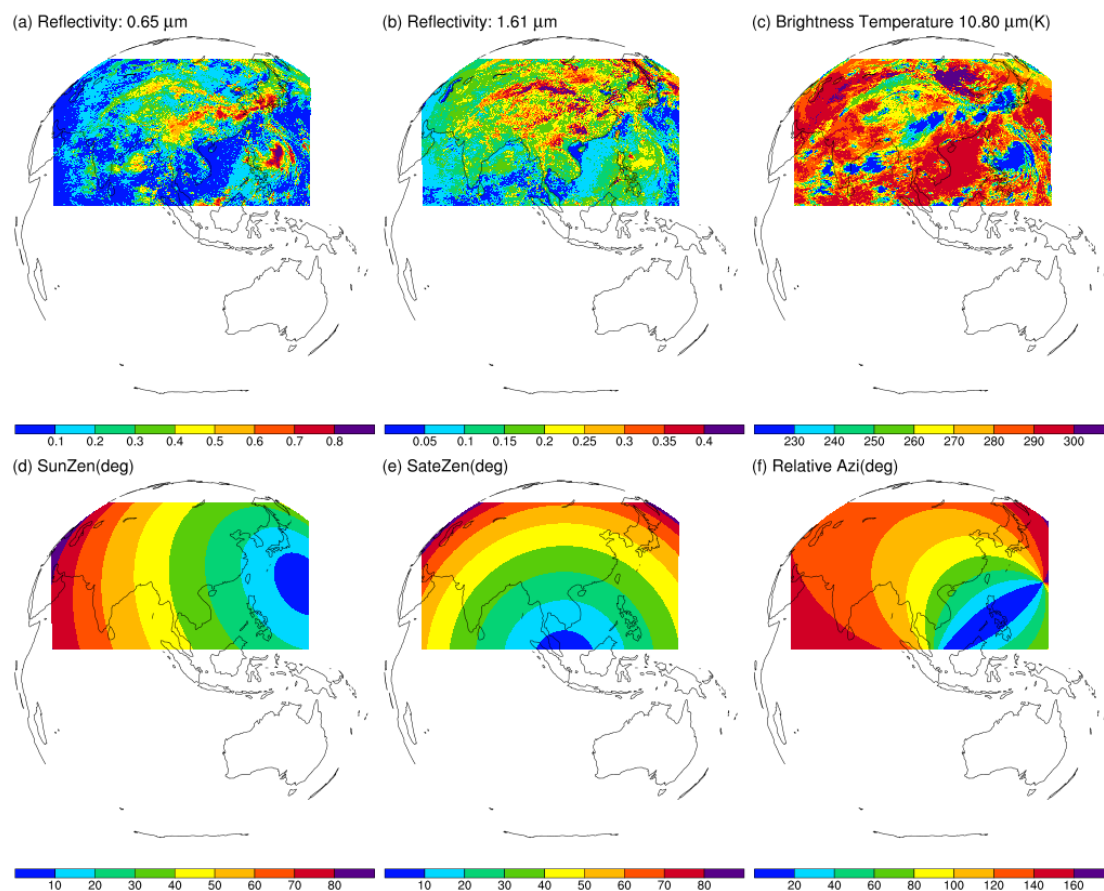 (a) Reflectivity: 0.65 μm
(b) Reflectivity: 1.61 μm
(c) Brightness Temperature 10.80 μm(K)
0.1 0.2 0.3 0.4 0.5 0.6 0.7 0.8
0.05 0.1 0.15 0.2 0.25 0.3 0.35 0.4
230 240 250 260 270 280 290 300
(d) SunZen(deg)
(e) SateZen(deg)
(f) Relative Azi(deg)
10 20 30 40 50 60 70 80
10 20 30 40 50 60 70 80
20 40 60 80 100 120 140 160